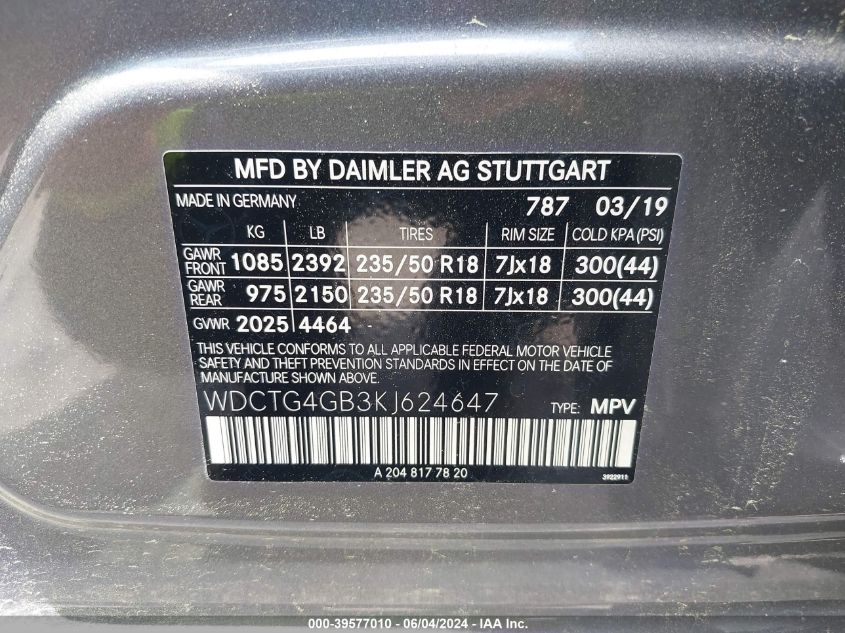 MFD BY DAIMLER AG STUTTGART
MADE IN GERMANY 787 03/19
KG LB TIRES RIM SIZE COLD KPA (PSI)
GAWR FRONT 1085 2392 235/50 R18 7Jx18 300(44)
GAWR REAR 975 2150 235/50 R18 7Jx18 300(44)
GVWR 2025 4464
THIS VEHICLE CONFORMS TO ALL APPLICABLE FEDERAL MOTOR VEHICLE
SAFETY AND THEFT PREVENTION STANDARDS IN EFFECT ON THE DATE OF
MANUFACTURE SHOWN ABOVE.
WDCTG4GB3KJ624647 TYPE: MPV
A 204 817 78 20 3922911
000-39577010 - 06/04/2024 - IAA Inc.